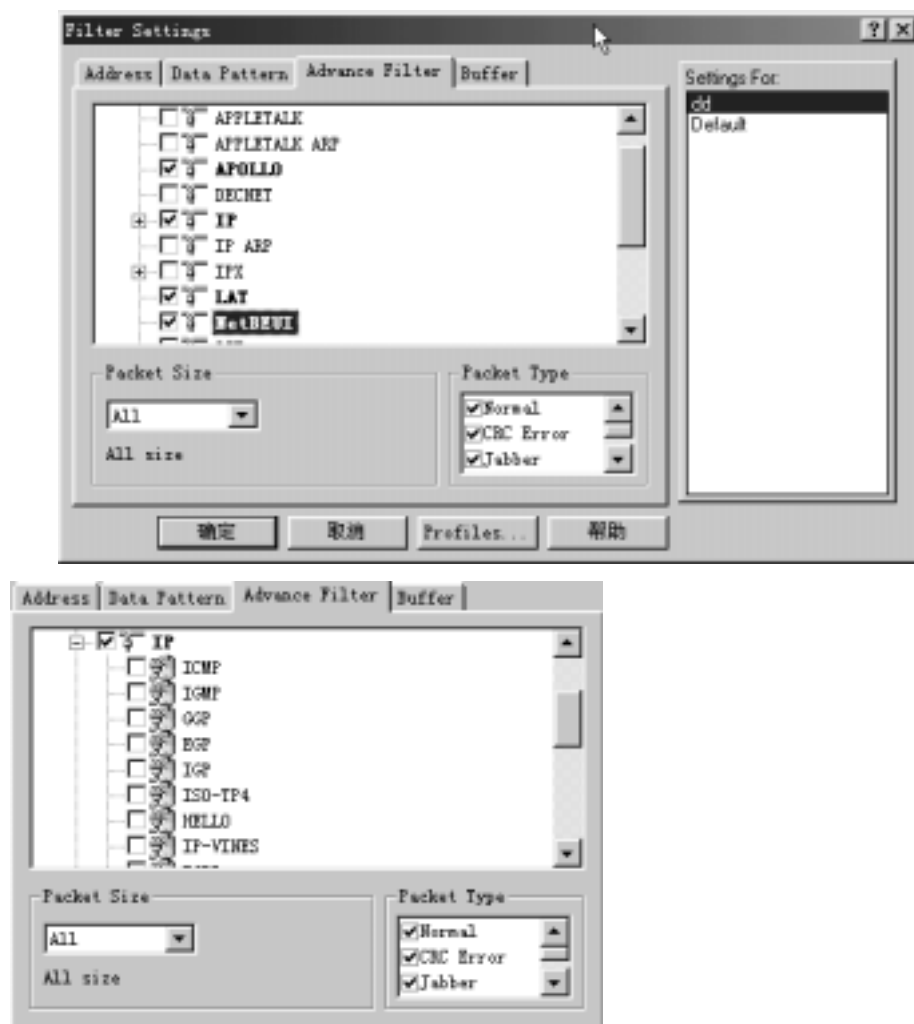 Filter Settings
Address Data Pattern Advance Filter Buffer
Settings For:
dd
Default
APPLETALK
APPLETALK ARP
APOLLO
DECNET
IP
IP ARP
IPX
LAT
NetBEUI
Packet Size
All
All size
Packet Type
Normal
CRC Error
Jabber
确定 取消 Profiles... 帮助
Address Data Pattern Advance Filter Buffer
IP
ICMP
IGMP
GGP
EGP
IGP
ISO-TP4
HELLO
IP-VINES
Packet Size
All
All size
Packet Type
Normal
CRC Error
Jabber